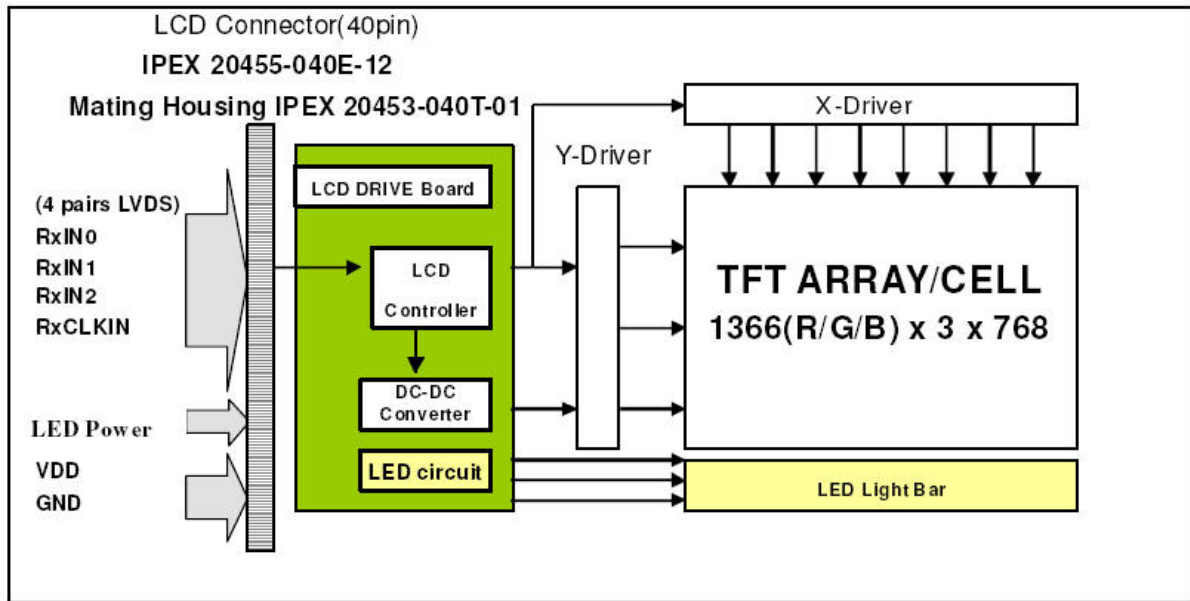 LCD Connector(40pin)
IPEX 20455-040E-12
Mating Housing IPEX 20453-040T-01
X-Driver
Y-Driver
LCD DRIVE Board
(4 pairs LVDS)
RxIN0
RxIN1
RxIN2
RxCLKIN
LCD
Controller
TFT ARRAY/CELL
1366(R/G/B) x 3 x 768
DC-DC
Converter
LED Power
VDD
GND
LED circuit
LED Light Bar